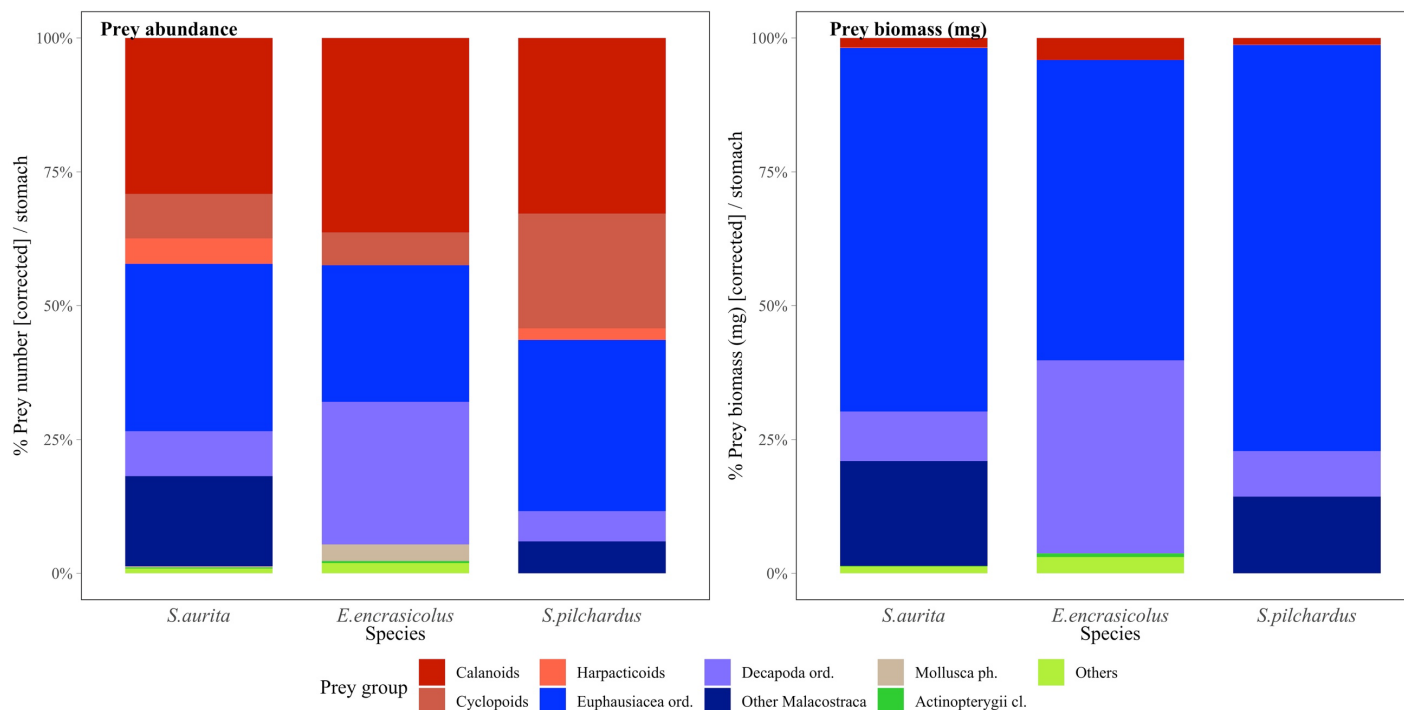 Prey abundance
% Prey number [corrected] / stomach
100%
75%
50%
25%
0%
S.aurita
E.encrasicolus
S.pilchardus
Species
Prey biomass (mg)
% Prey biomass (mg) [corrected] / stomach
100%
75%
50%
25%
0%
S.aurita
E.encrasicolus
S.pilchardus
Species
Prey group
Calanoids
Harpacticoids
Decapoda ord.
Mollusca ph.
Others
Cyclopoids
Euphausiacea ord.
Other Malacostraca
Actinopterygii cl.